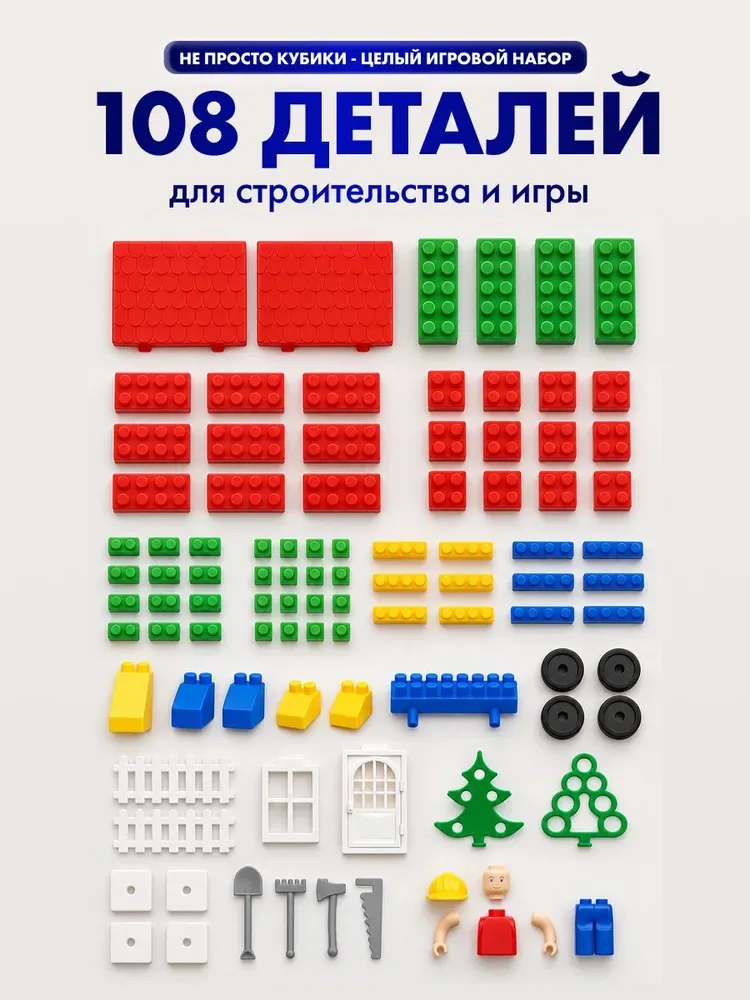 НЕ ПРОСТО КУБИКИ - ЦЕЛЫЙ ИГРОВОЙ НАБОР
108 ДЕТАЛЕЙ
для строительства и игры